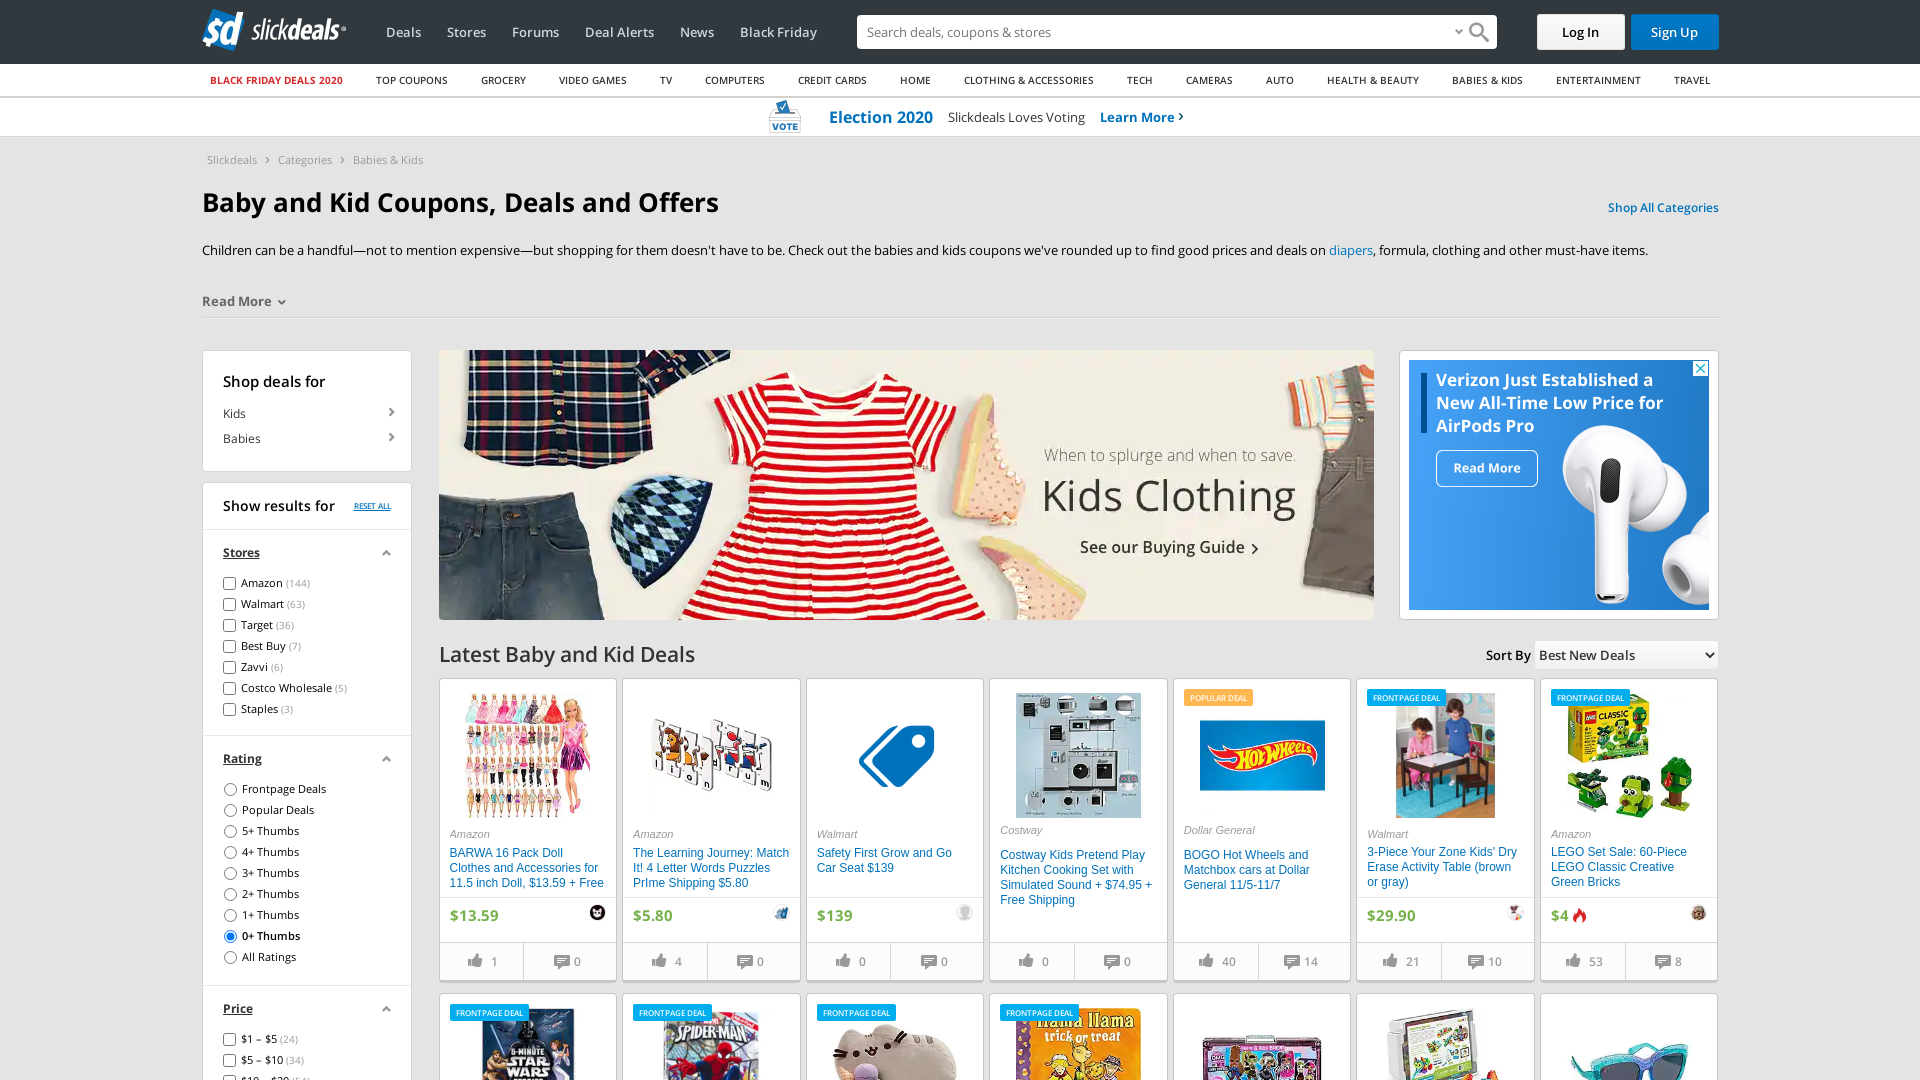 slickdeals
Deals
Stores
Forums
Deal Alerts
News
Black Friday
Search deals, coupons & stores
Log In
Sign Up
BLACK FRIDAY DEALS 2020
TOP COUPONS
GROCERY
VIDEO GAMES
TV
COMPUTERS
CREDIT CARDS
HOME
CLOTHING & ACCESSORIES
TECH
CAMERAS
AUTO
HEALTH & BEAUTY
BABIES & KIDS
ENTERTAINMENT
TRAVEL
VOTE
Election 2020
Slickdeals Loves Voting
Learn More
Slickdeals
Categories
Babies & Kids
Baby and Kid Coupons, Deals and Offers
Shop All Categories
Children can be a handful—not to mention expensive—but shopping for them doesn't have to be. Check out the babies and kids coupons we've rounded up to find good prices and deals on diapers, formula, clothing and other must-have items.
Read More
Shop deals for
Kids
Babies
Show results for
RESET ALL
Stores
Amazon (144)
Walmart (63)
Target (36)
Best Buy (7)
Zavvi (6)
Costco Wholesale (5)
Staples (3)
Rating
Frontpage Deals
Popular Deals
5+ Thumbs
4+ Thumbs
3+ Thumbs
2+ Thumbs
1+ Thumbs
0+ Thumbs
All Ratings
Price
$1 – $5 (24)
$5 – $10 (34)
When to splurge and when to save.
Kids Clothing
See our Buying Guide
Verizon Just Established a
New All-Time Low Price for
AirPods Pro
Read More
Latest Baby and Kid Deals
Sort By
Best New Deals
Amazon
BARWA 16 Pack Doll
Clothes and Accessories for
11.5 inch Doll, $13.59 + Free
$13.59
1
0
Amazon
The Learning Journey: Match
It! 4 Letter Words Puzzles
PrIme Shipping $5.80
$5.80
4
0
Walmart
Safety First Grow and Go
Car Seat $139
$139
0
0
Costway
Costway Kids Pretend Play
Kitchen Cooking Set with
Simulated Sound + $74.95 +
Free Shipping
0
0
POPULAR DEAL
HOT WHEELS
Dollar General
BOGO Hot Wheels and
Matchbox cars at Dollar
General 11/5-11/7
40
14
FRONTPAGE DEAL
Walmart
3-Piece Your Zone Kids' Dry
Erase Activity Table (brown
or gray)
$29.90
21
10
FRONTPAGE DEAL
CLASSIC
Amazon
LEGO Set Sale: 60-Piece
LEGO Classic Creative
Green Bricks
$4
53
8
FRONTPAGE DEAL
5-MINUTE
STAR WARS
FRONTPAGE DEAL
SPIDER-MAN
FRONTPAGE DEAL
FRONTPAGE DEAL
llama llama
trick or treat